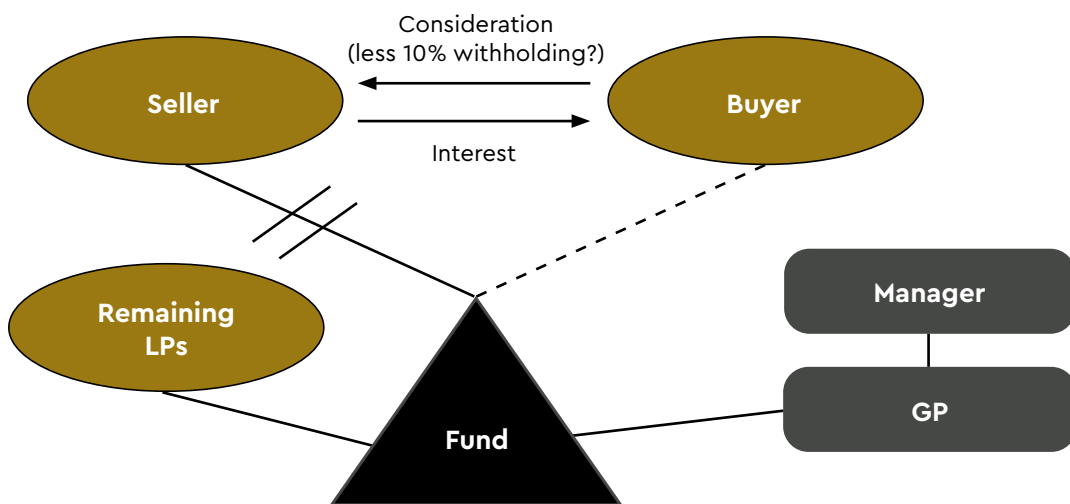 Consideration
(less 10% withholding?)
Seller
Buyer
Interest
Remaining
LPs
Manager
GP
Fund